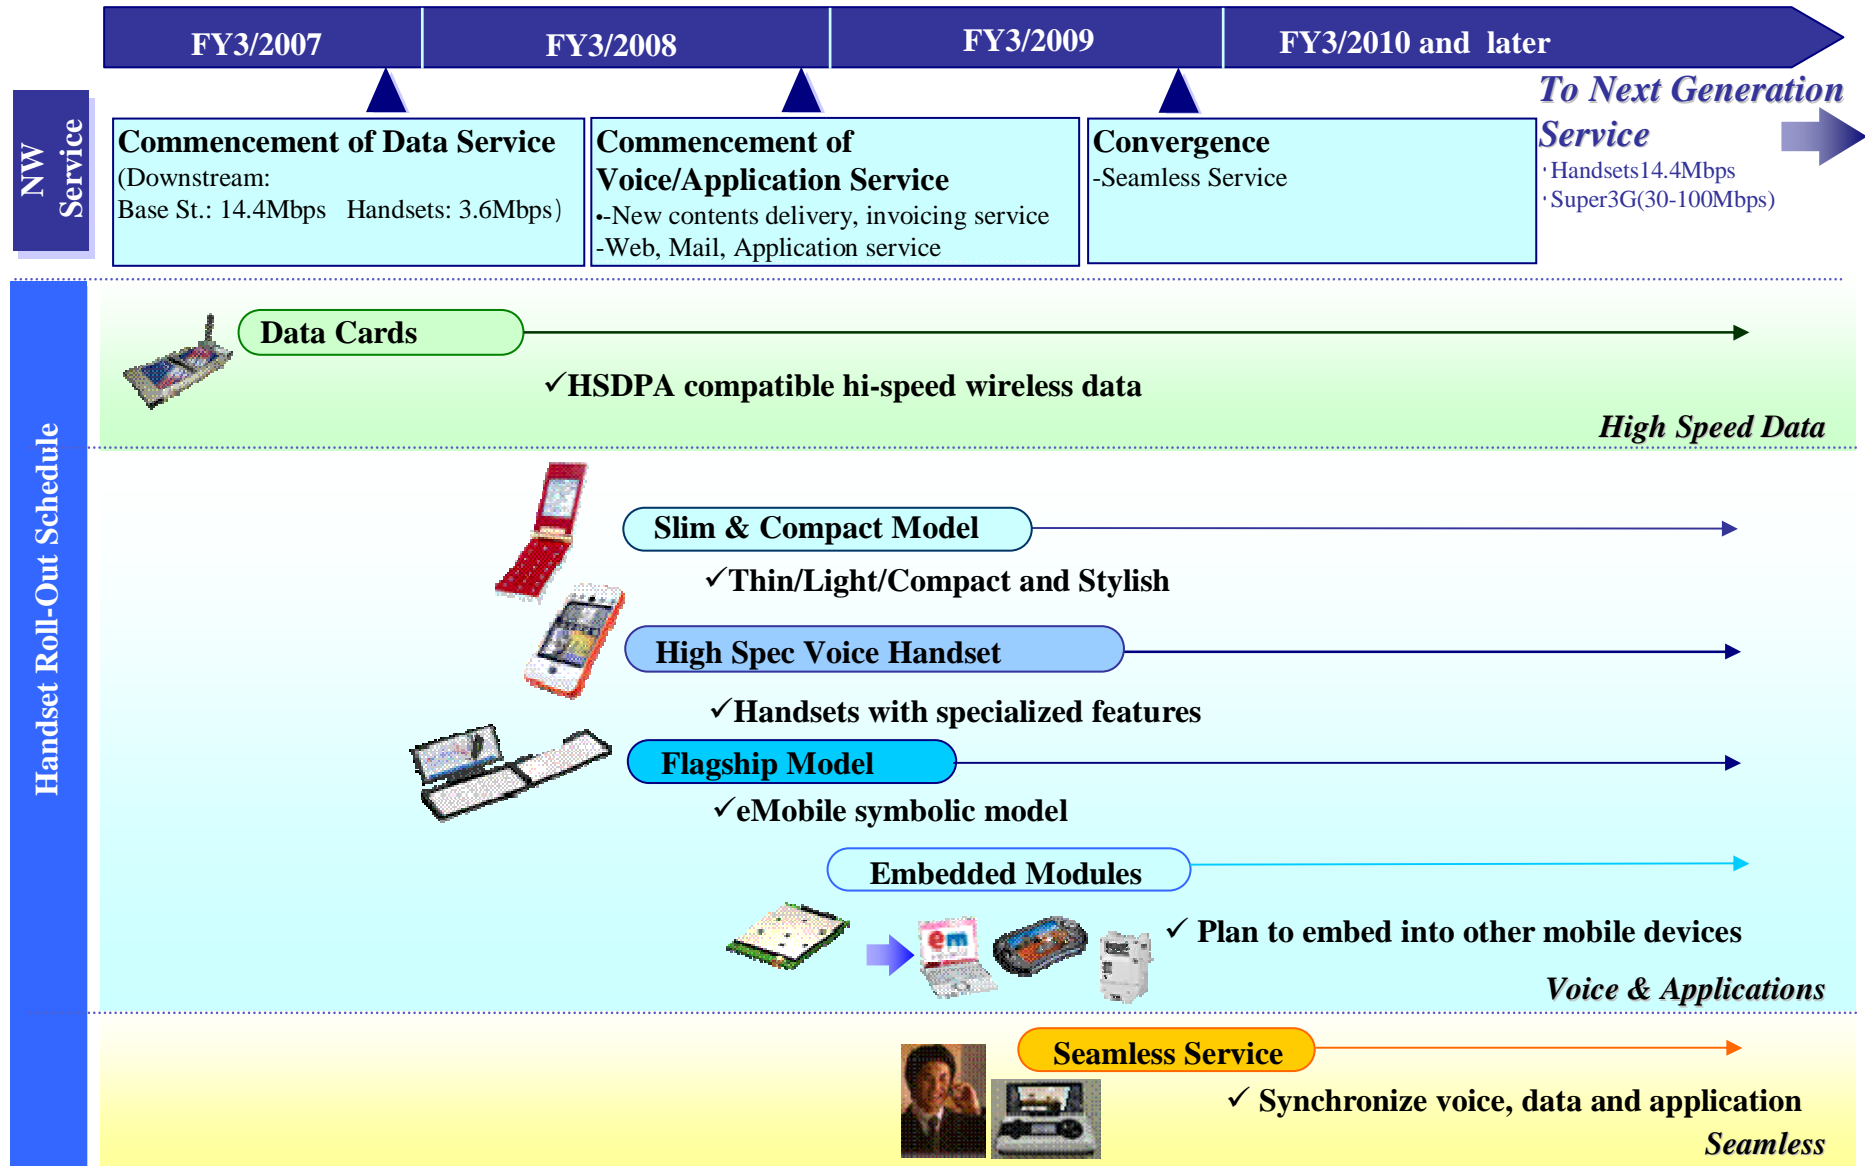 FY3/2007
FY3/2008
FY3/2009
FY3/2010 and later
NW
Service
Commencement of Data Service
(Downstream:
Base St.: 14.4Mbps Handsets: 3.6Mbps)
Commencement of
Voice/Application Service
•-New contents delivery, invoicing service
-Web, Mail, Application service
Convergence
-Seamless Service
To Next Generation
Service
·Handsets14.4Mbps
·Super3G(30-100Mbps)
Handset Roll-Out Schedule
Data Cards
✓HSDPA compatible hi-speed wireless data
High Speed Data
Slim & Compact Model
✓Thin/Light/Compact and Stylish
High Spec Voice Handset
✓Handsets with specialized features
Flagship Model
✓eMobile symbolic model
Embedded Modules
em
✓ Plan to embed into other mobile devices
Voice & Applications
Seamless Service
✓ Synchronize voice, data and application
Seamless